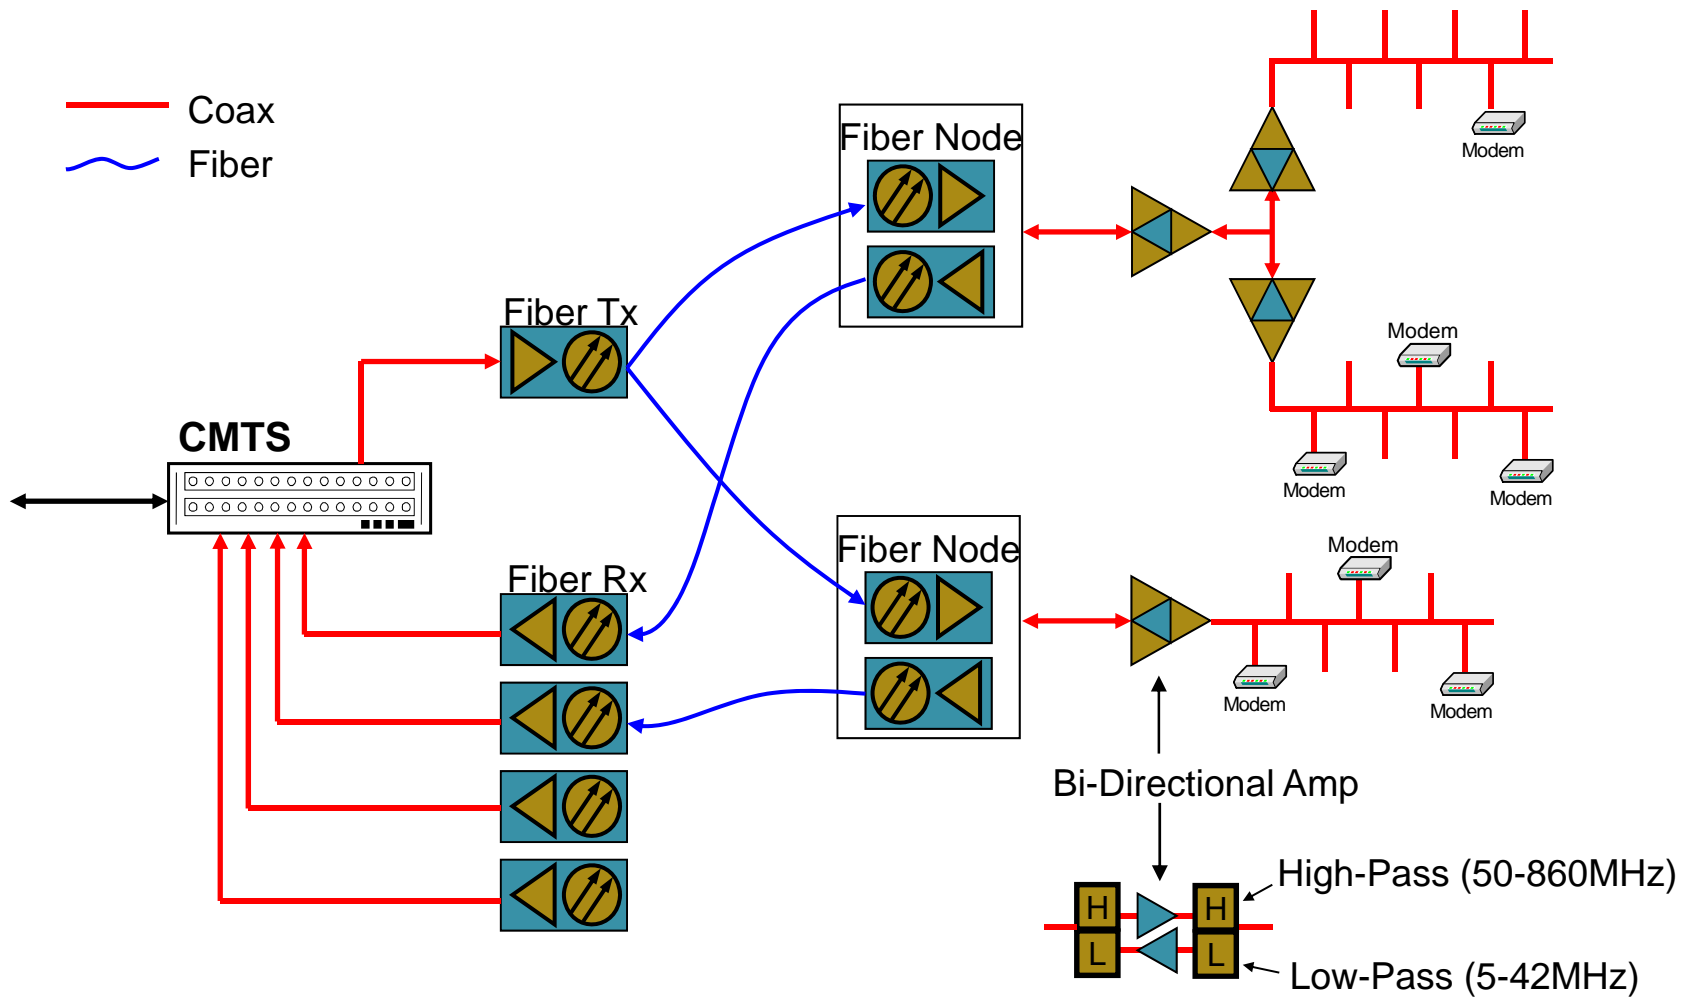 Coax
Fiber
Fiber Node
Modem
Fiber Tx
Modem
CMTS
Modem
Modem
Fiber Node
Modem
Fiber Rx
Modem
Modem
Bi-Directional Amp
High-Pass (50-860MHz)
H
H
L
L
Low-Pass (5-42MHz)